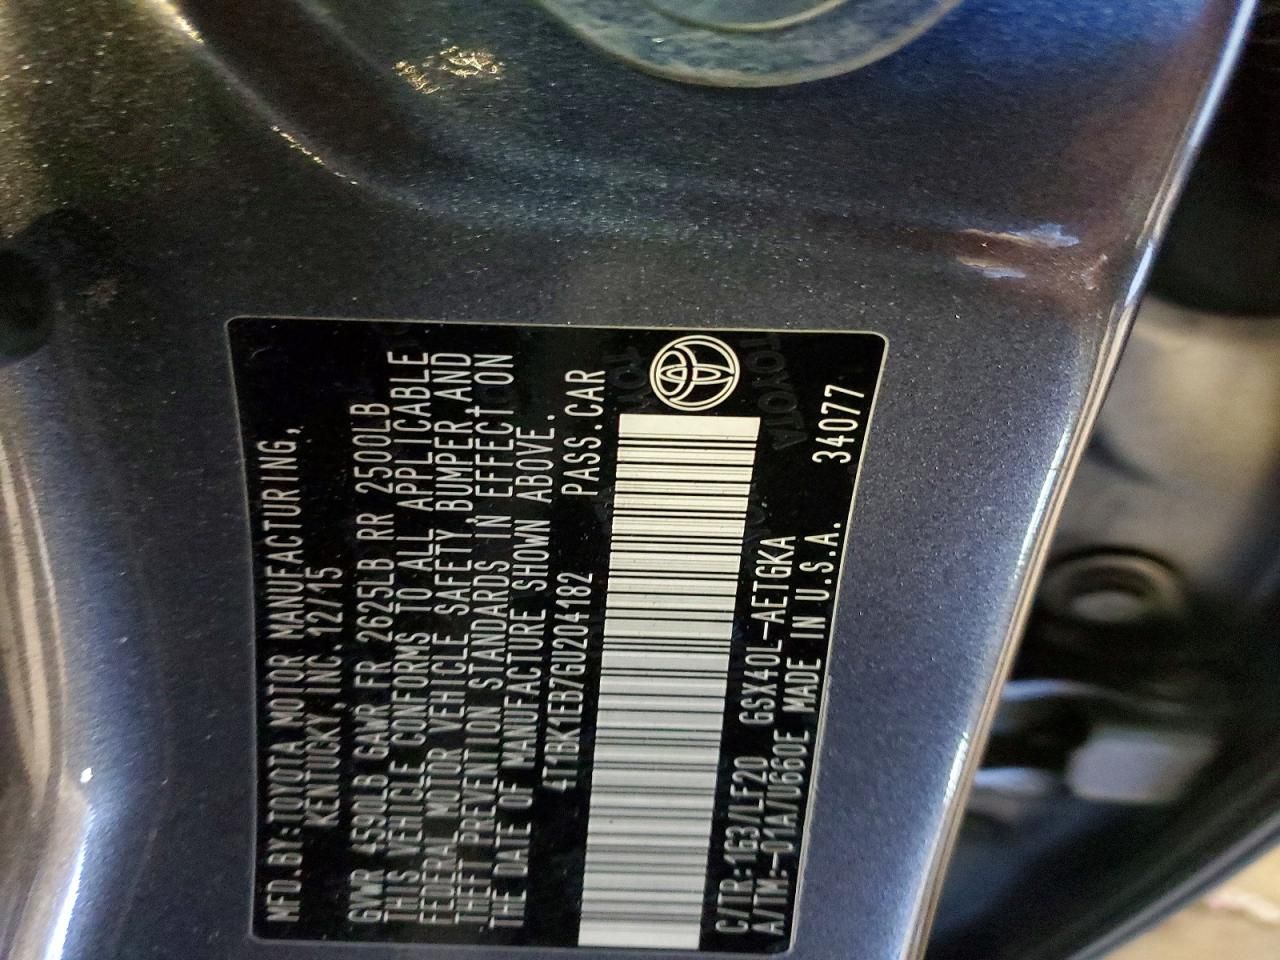 MFD.BY:TOYOTA MOTOR MANUFACTURING,
KENTUCKY,INC.12/15
GVWR 4590LB GAWR FR 2625LB RR 2500LB
THIS VEHICLE CONFORMS TO ALL APPLICABLE
FEDERAL MOTOR VEHICLE SAFETY,BUMPER,AND
THEFT PREVENTION STANDARDS IN EFFECT ON
THE DATE OF MANUFACTURE SHOWN ABOVE.
4T1BK1EB7GU204182 PASS.CAR
TOYOTA
C/TR:1G3/LF20 GSX40L-AETGKA
A/TM:-01A/U660E MADE IN U.S.A. 34077